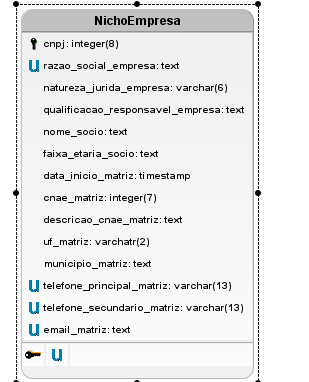 NichoEmpresa
cnpj: integer(8)
razao_social_empresa: text
natureza_jurida_empresa: varchar(6)
qualificacao_responsavel_empresa: text
nome_socio: text
faixa_etaria_socio: text
data_inicio_matriz: timestamp
cnae_matriz: integer(7)
descricao_cnae_matriz: text
uf_matriz: varchatr(2)
municipio_matriz: text
telefone_principal_matriz: varchar(13)
telefone_secundario_matriz: varchar(13)
email_matriz: text